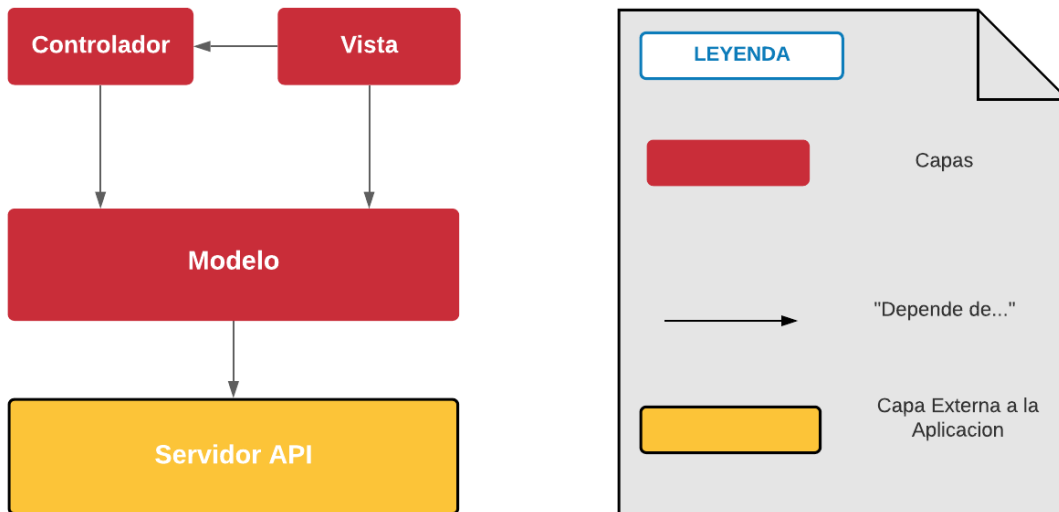 Controlador
Vista
Modelo
Servidor API
LEYENDA
Capas
"Depende de..."
Capa Externa a la
Aplicacion